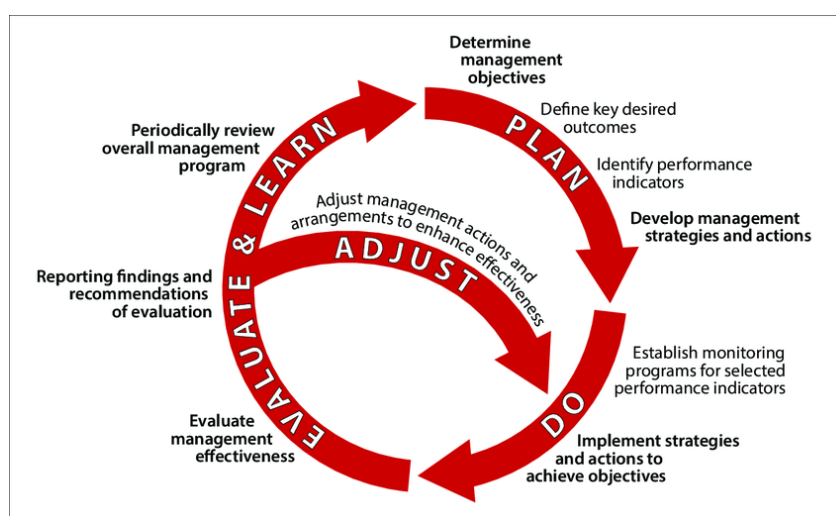 Determine
management
objectives
Define key desired
outcomes
PLAN
Identify performance
indicators
Develop management
strategies and actions
Establish monitoring
programs for selected
performance indicators
DO
Implement strategies
and actions to
achieve objectives
Evaluate
management
effectiveness
Reporting findings and
recommendations
of evaluation
EVALUATE & LEARN
Periodically review
overall management
program
Adjust management actions and
arrangements to enhance effectiveness
ADJUST